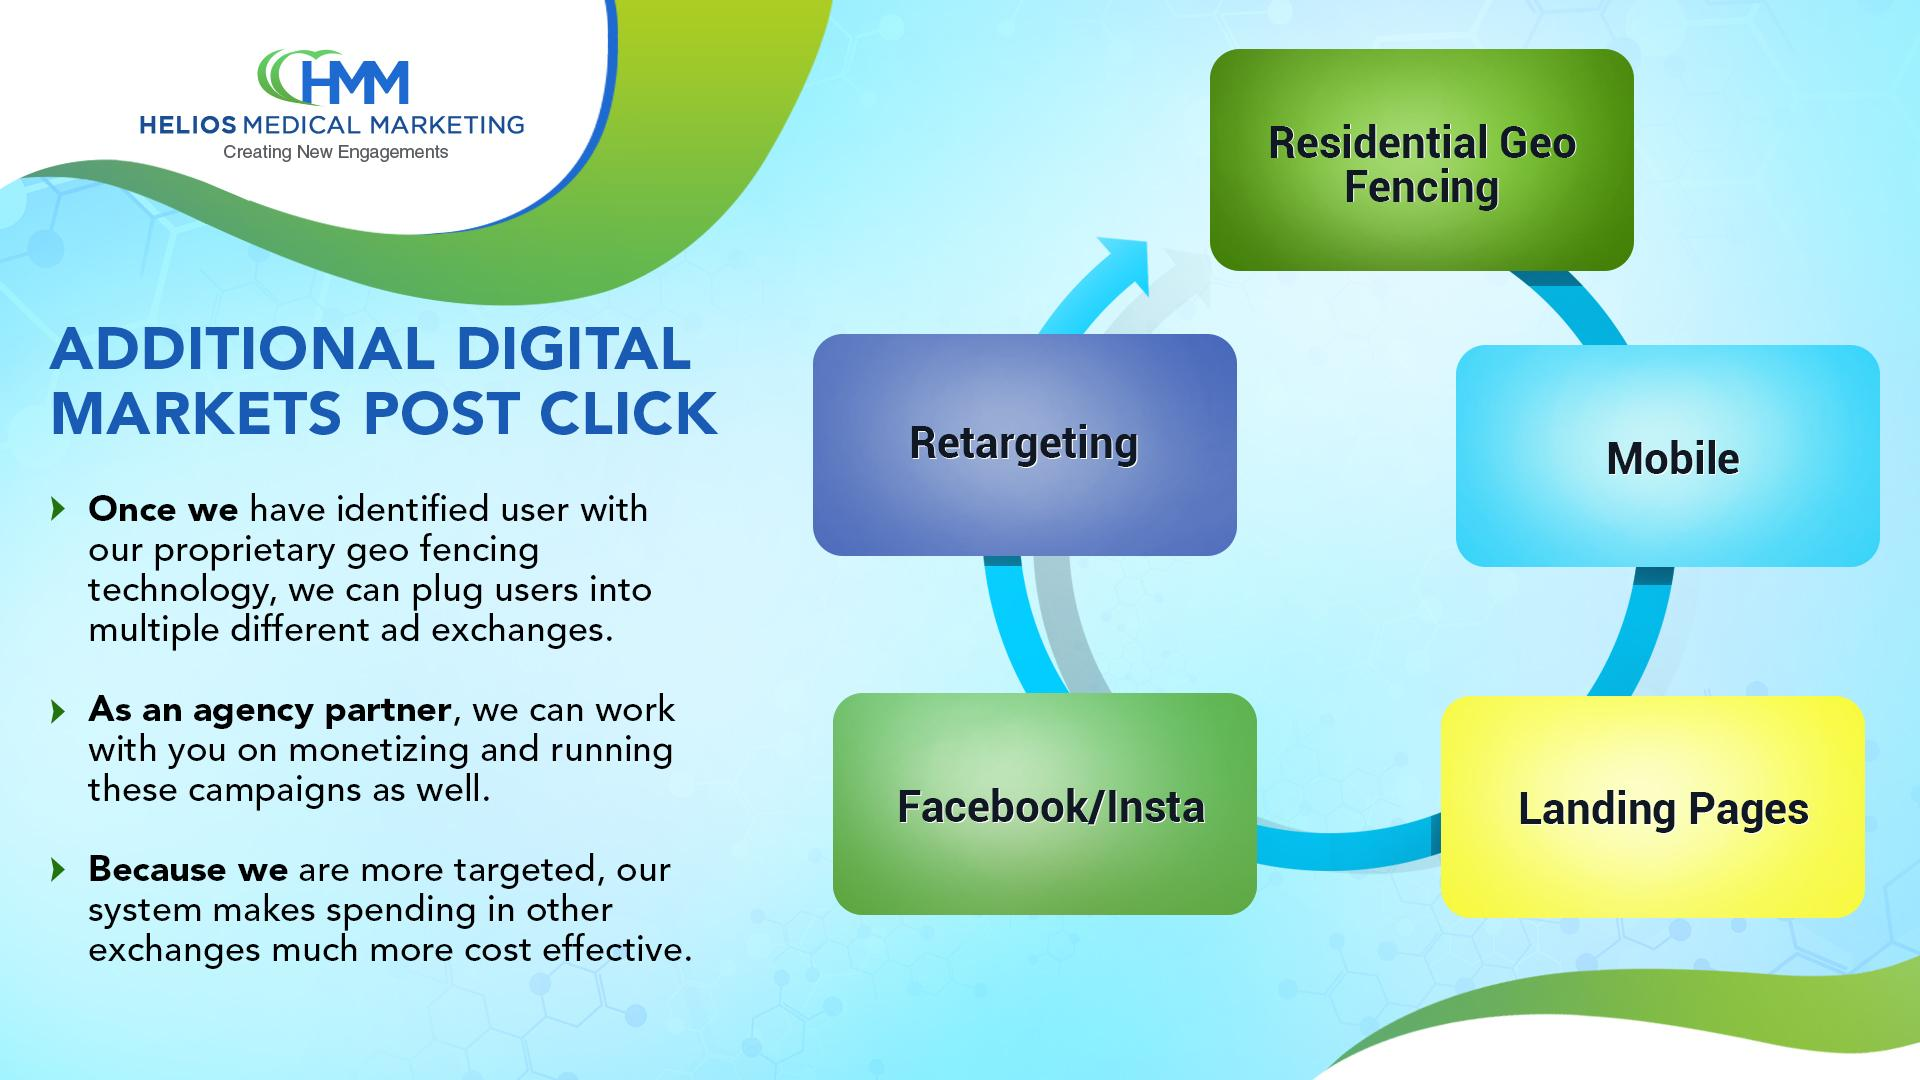 HMM
HELIOS MEDICAL MARKETING
Creating New Engagements
ADDITIONAL DIGITAL
MARKETS POST CLICK
Once we have identified user with
our proprietary geo fencing
technology, we can plug users into
multiple different ad exchanges.
As an agency partner, we can work
with you on monetizing and running
these campaigns as well.
Because we are more targeted, our
system makes spending in other
exchanges much more cost effective.
Residential Geo
Fencing
Mobile
Landing Pages
Facebook/Insta
Retargeting